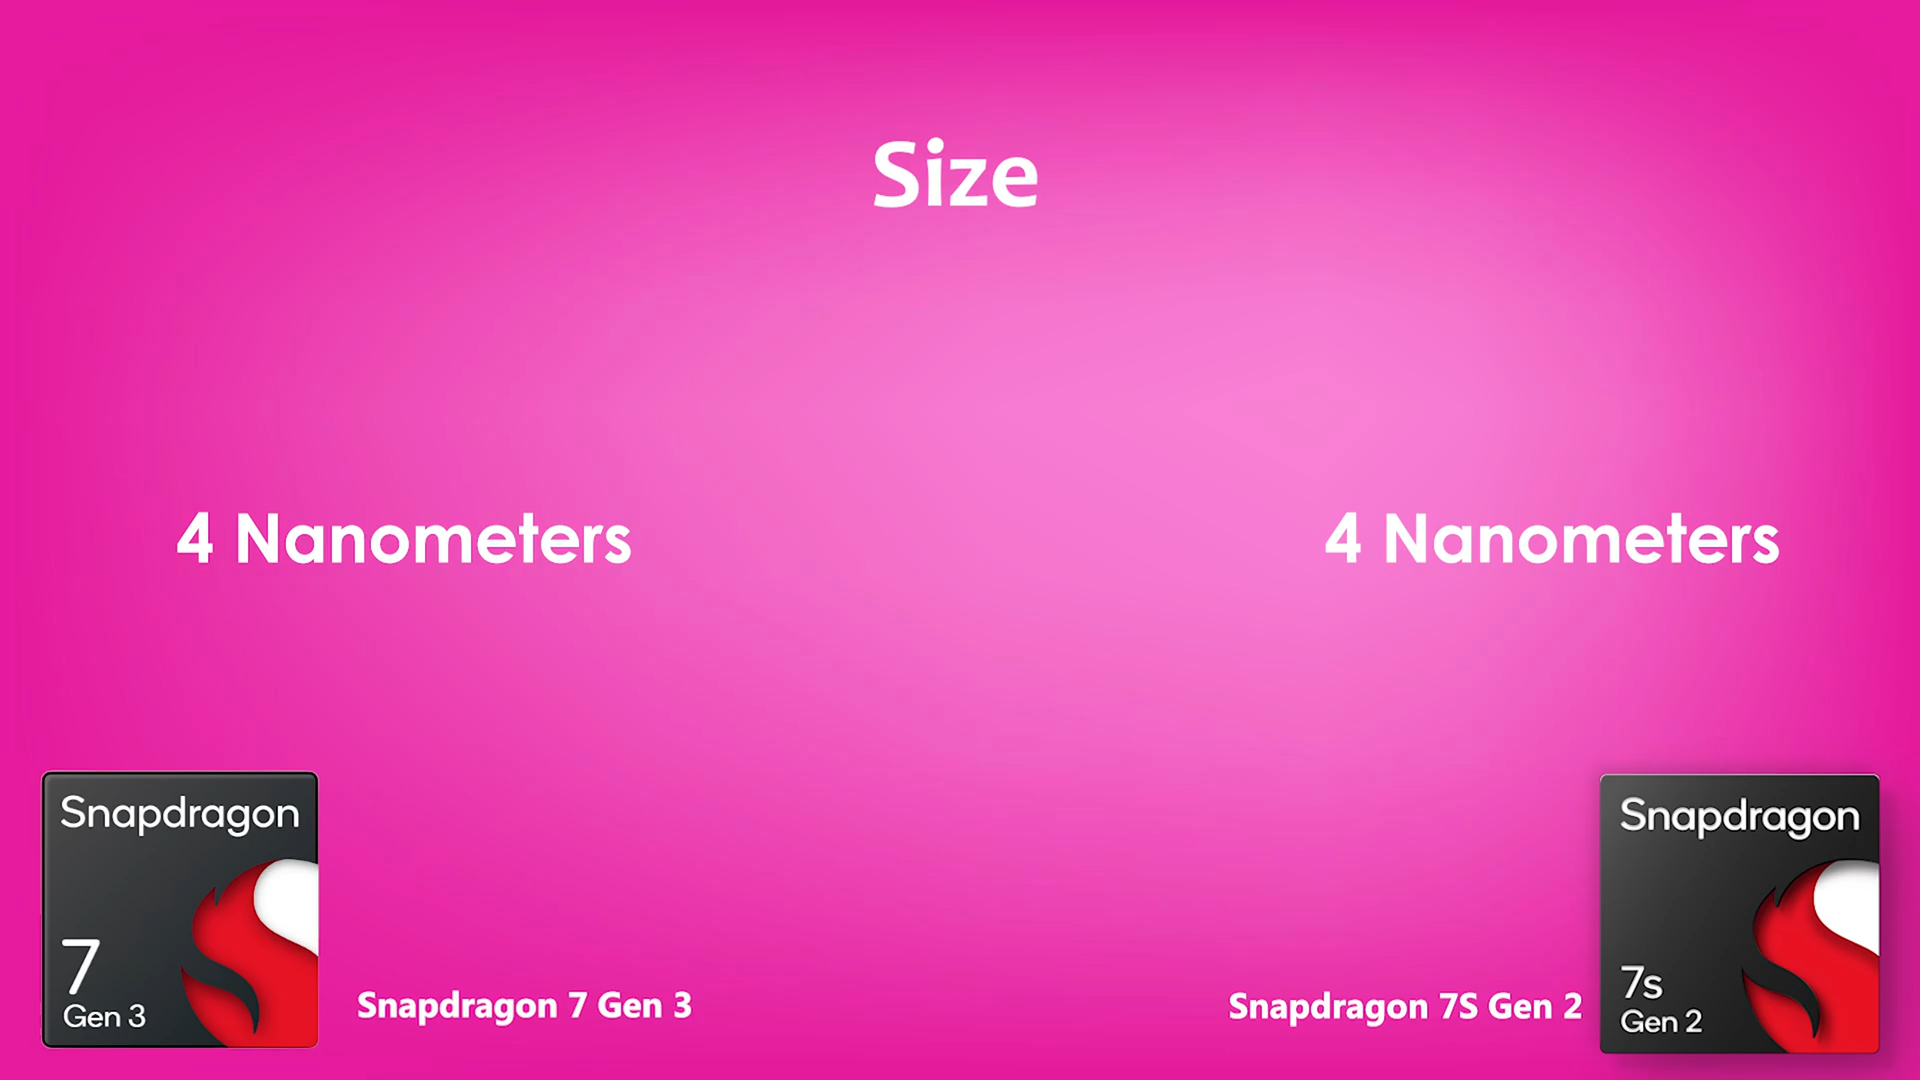 Size
4 Nanometers
4 Nanometers
Snapdragon
7
Gen 3
Snapdragon 7 Gen 3
Snapdragon 7S Gen 2
Snapdragon
7s
Gen 2